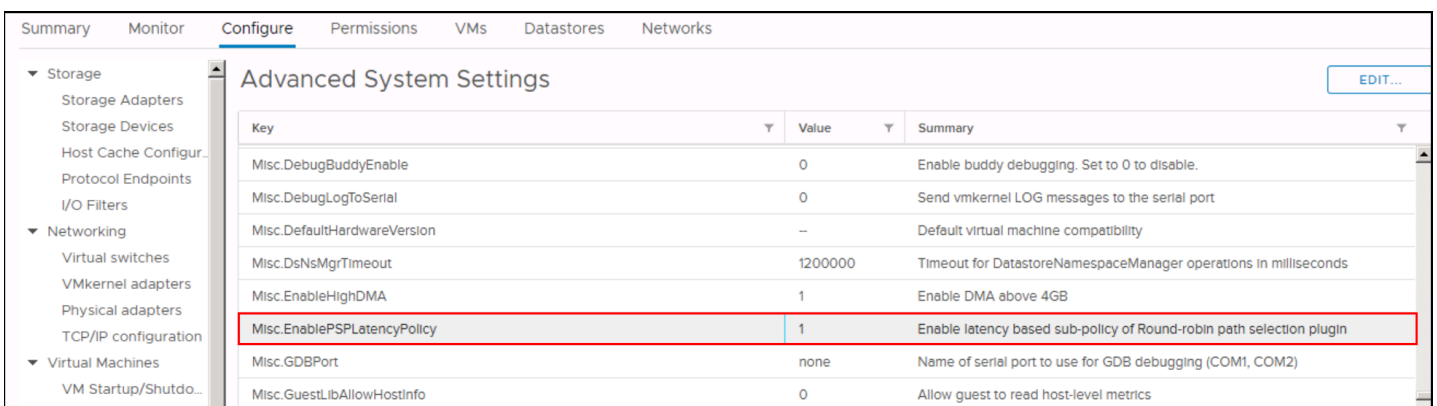 Summary Monitor Configure Permissions VMs Datastores Networks
Storage
Storage Adapters
Storage Devices
Host Cache Configur...
Protocol Endpoints
I/O Filters
Networking
Virtual switches
VMkernel adapters
Physical adapters
TCP/IP configuration
Virtual Machines
VM Startup/Shutdo...
Advanced System Settings
EDIT...
Key Value Summary
Misc.DebugBuddyEnable 0 Enable buddy debugging. Set to 0 to disable.
Misc.DebugLogToSerial 0 Send vmkernel LOG messages to the serial port
Misc.DefaultHardwareVersion -- Default virtual machine compatibility
Misc.DsNsMgrTimeout 1200000 Timeout for DatastoreNamespaceManager operations in milliseconds
Misc.EnableHighDMA 1 Enable DMA above 4GB
Misc.EnablePSPLatencyPolicy 1 Enable latency based sub-policy of Round-robin path selection plugin
Misc.GDBPort none Name of serial port to use for GDB debugging (COM1, COM2)
Misc.GuestLibAllowHostInfo 0 Allow guest to read host-level metrics